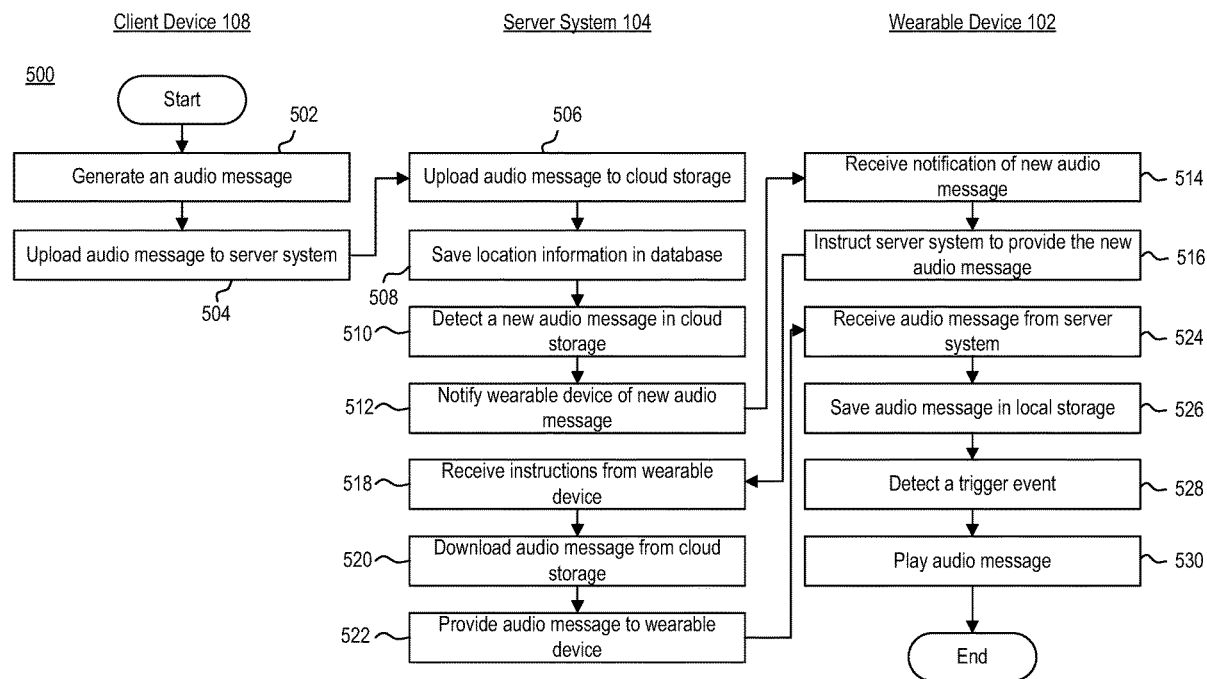 Client Device 108
Server System 104
Wearable Device 102
500
Start
502
Generate an audio message
Upload audio message to server system
504
506
Upload audio message to cloud storage
Save location information in database
508
510
Detect a new audio message in cloud
storage
512
Notify wearable device of new audio
message
518
Receive instructions from wearable
device
520
Download audio message from cloud
storage
522
Provide audio message to wearable
device
Receive notification of new audio
message
514
Instruct server system to provide the new
audio message
516
Receive audio message from server
system
524
Save audio message in local storage
526
Detect a trigger event
528
Play audio message
530
End